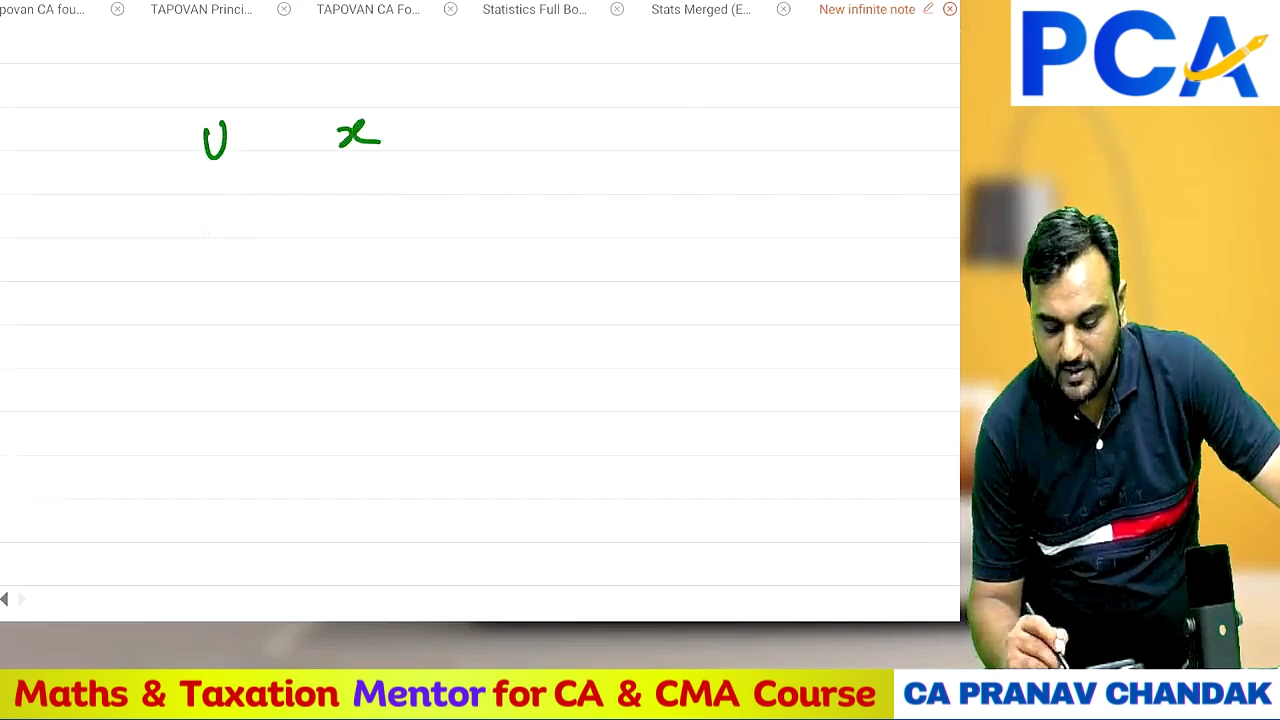 povan CA fou... TAPOVAN Princi... TAPOVAN CA Fo... Statistics Full Bo... Stats Merged (E... New infinite note
PCA
U x
TOMMY
Maths & Taxation Mentor for CA & CMA Course
CA PRANAV CHANDAK